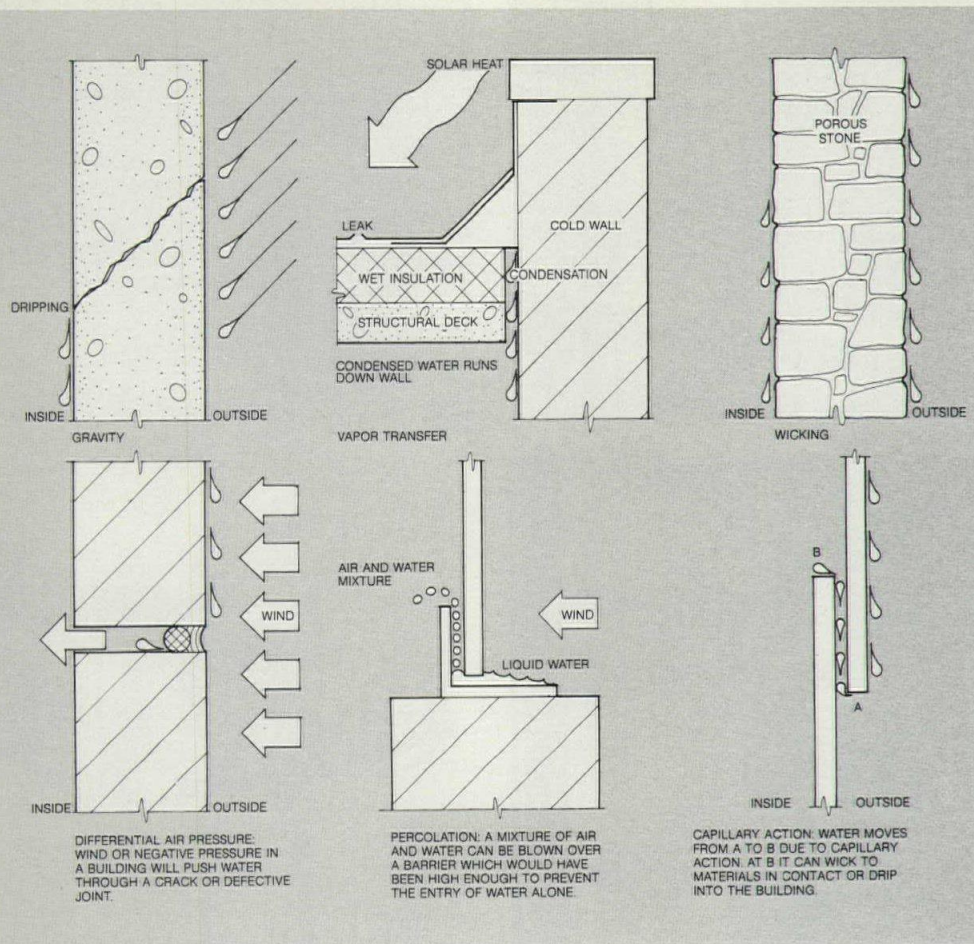 DRIPPING
INSIDE
OUTSIDE
GRAVITY
SOLAR HEAT
LEAK
COLD WALL
WET INSULATION
CONDENSATION
STRUCTURAL DECK
CONDENSED WATER RUNS
DOWN WALL
VAPOR TRANSFER
POROUS
STONE
INSIDE
OUTSIDE
WICKING
WIND
INSIDE
OUTSIDE
DIFFERENTIAL AIR PRESSURE:
WIND OR NEGATIVE PRESSURE IN
A BUILDING WILL PUSH WATER
THROUGH A CRACK OR DEFECTIVE
JOINT.
AIR AND WATER
MIXTURE
WIND
LIQUID WATER
PERCOLATION: A MIXTURE OF AIR
AND WATER CAN BE BLOWN OVER
A BARRIER WHICH WOULD HAVE
BEEN HIGH ENOUGH TO PREVENT
THE ENTRY OF WATER ALONE.
B
A
INSIDE
OUTSIDE
CAPILLARY ACTION: WATER MOVES
FROM A TO B DUE TO CAPILLARY
ACTION. AT B IT CAN WICK TO
MATERIALS IN CONTACT OR DRIP
INTO THE BUILDING.